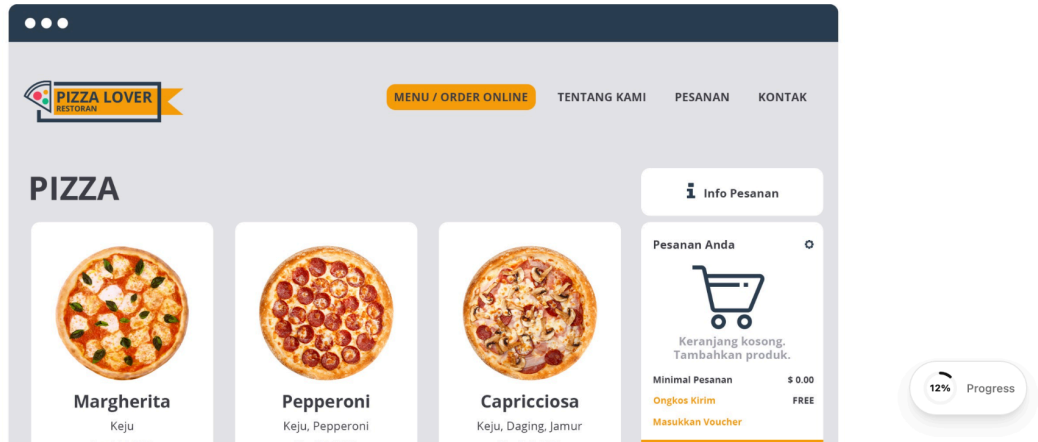 PIZZA LOVER
RESTORAN
MENU / ORDER ONLINE TENTANG KAMI PESANAN KONTAK
PIZZA
Info Pesanan
Margherita
Keju
Pepperoni
Keju, Pepperoni
Capricciosa
Keju, Daging, Jamur
Pesanan Anda
Keranjang kosong.
Tambahkan produk.
Minimal Pesanan $ 0.00
Ongkos Kirim FREE
Masukkan Voucher
12% Progress